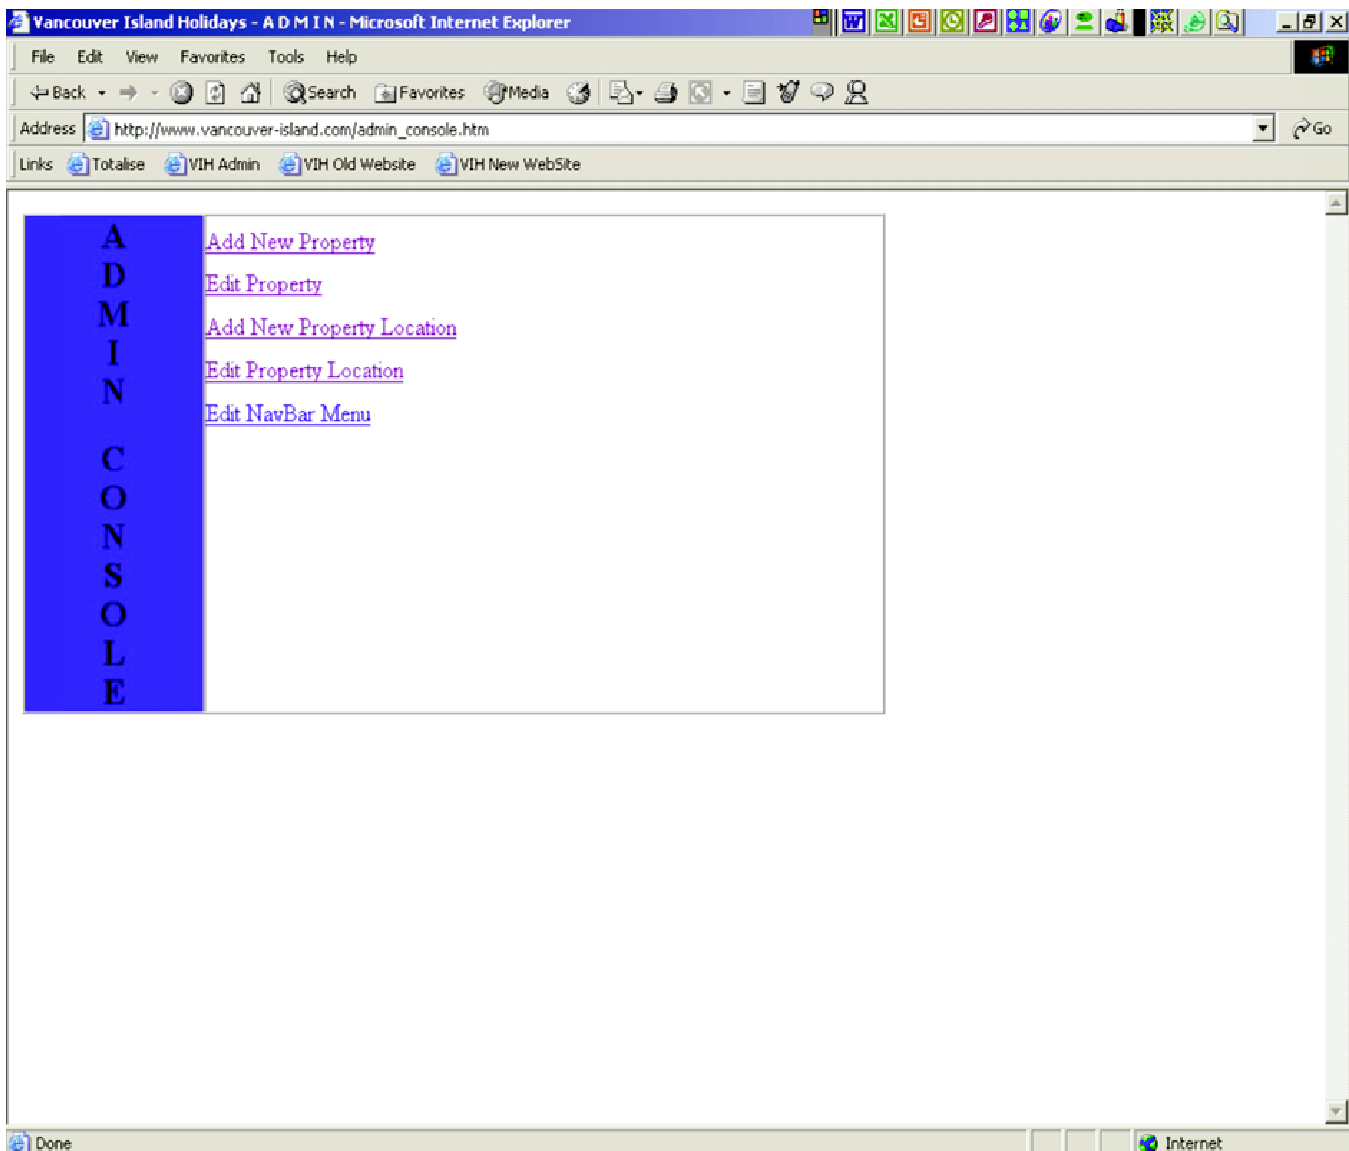 Vancouver Island Holidays - A D M I N - Microsoft Internet Explorer
File Edit View Favorites Tools Help
Back Search Favorites Media
Address http://www.vancouver-island.com/admin_console.htm Go
Links Totalise VIH Admin VIH Old Website VIH New WebSite
A
D
M
I
N
C
O
N
S
O
L
E
Add New Property
Edit Property
Add New Property Location
Edit Property Location
Edit NavBar Menu
Done Internet